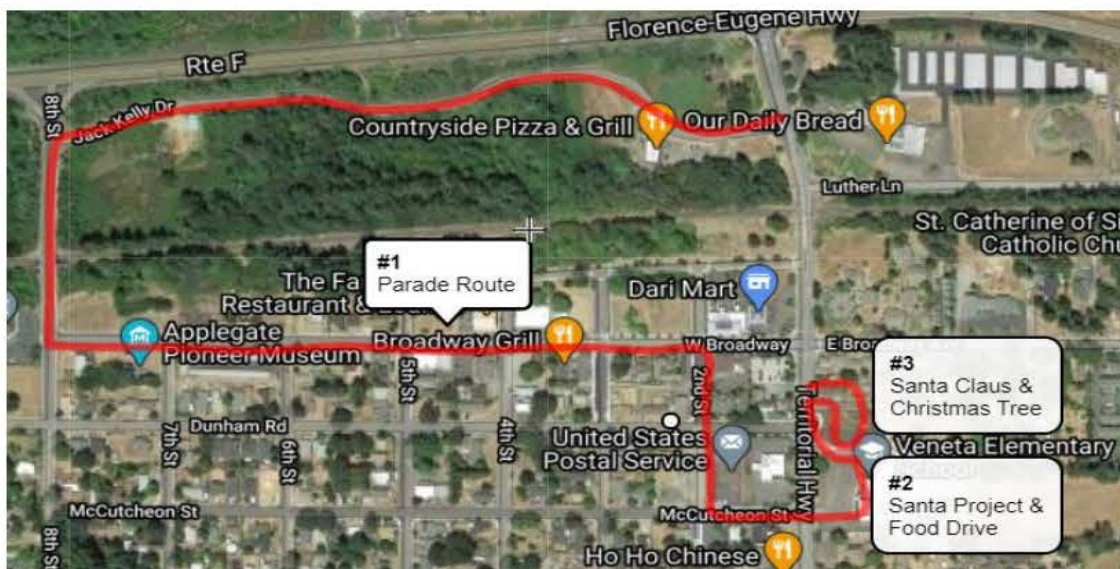 Florence-Eugene Hwy
Rte F
8th St
Jack Kelly Dr
Countryside Pizza & Grill
Our Daily Bread
Luther Ln
St. Catherine of
Catholic
#1
Parade Route
The Fa
Restaurant &
Dari Mart
Applegate
Pioneer Museum
Broadway Grill
W Broadway
E Broadway
#3
Santa Claus &
Christmas Tree
5th St
2nd St
Territorial Hwy
7th St
Dunham Rd
6th St
4th St
United States
Postal Service
Veneta Elementary
School
#2
Santa Project &
Food Drive
McCutcheon St
McCutcheon St
8th St
Ho Ho Chinese